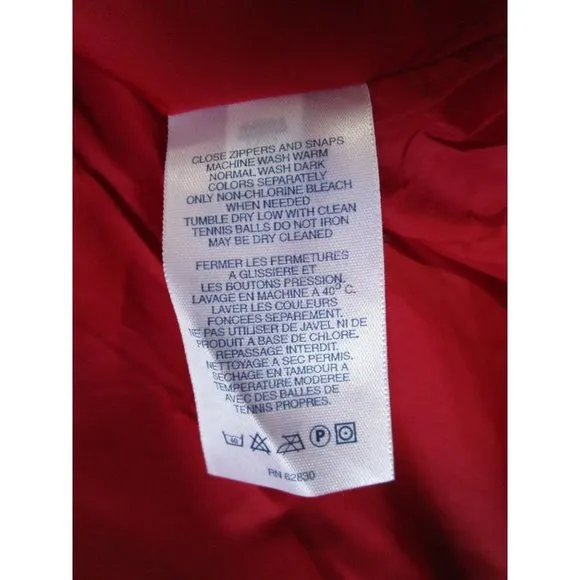 CLOSE ZIPPERS AND SNAPS
MACHINE WASH WARM
NORMAL WASH DARK
COLORS SEPARATELY
ONLY NON-CHLORINE BLEACH
WHEN NEEDED
TUMBLE DRY LOW WITH CLEAN
TENNIS BALLS DO NOT IRON
MAY BE DRY CLEANED
FERMER LES FERMETURES
A GLISSIERE ET
LES BOUTONS PRESSION.
LAVAGE EN MACHINE A 40° C.
LAVER LES COULEURS
FONCEES SEPAREMENT.
NE PAS UTILISER DE JAVEL NI DE
PRODUIT A BASE DE CHLORE.
REPASSAGE INTERDIT.
NETTOYAGE A SEC PERMIS.
SECHAGE EN TAMBOUR A
TEMPERATURE MODEREE
AVEC DES BALLES DE
TENNIS PROPRES.
P
RN 62830